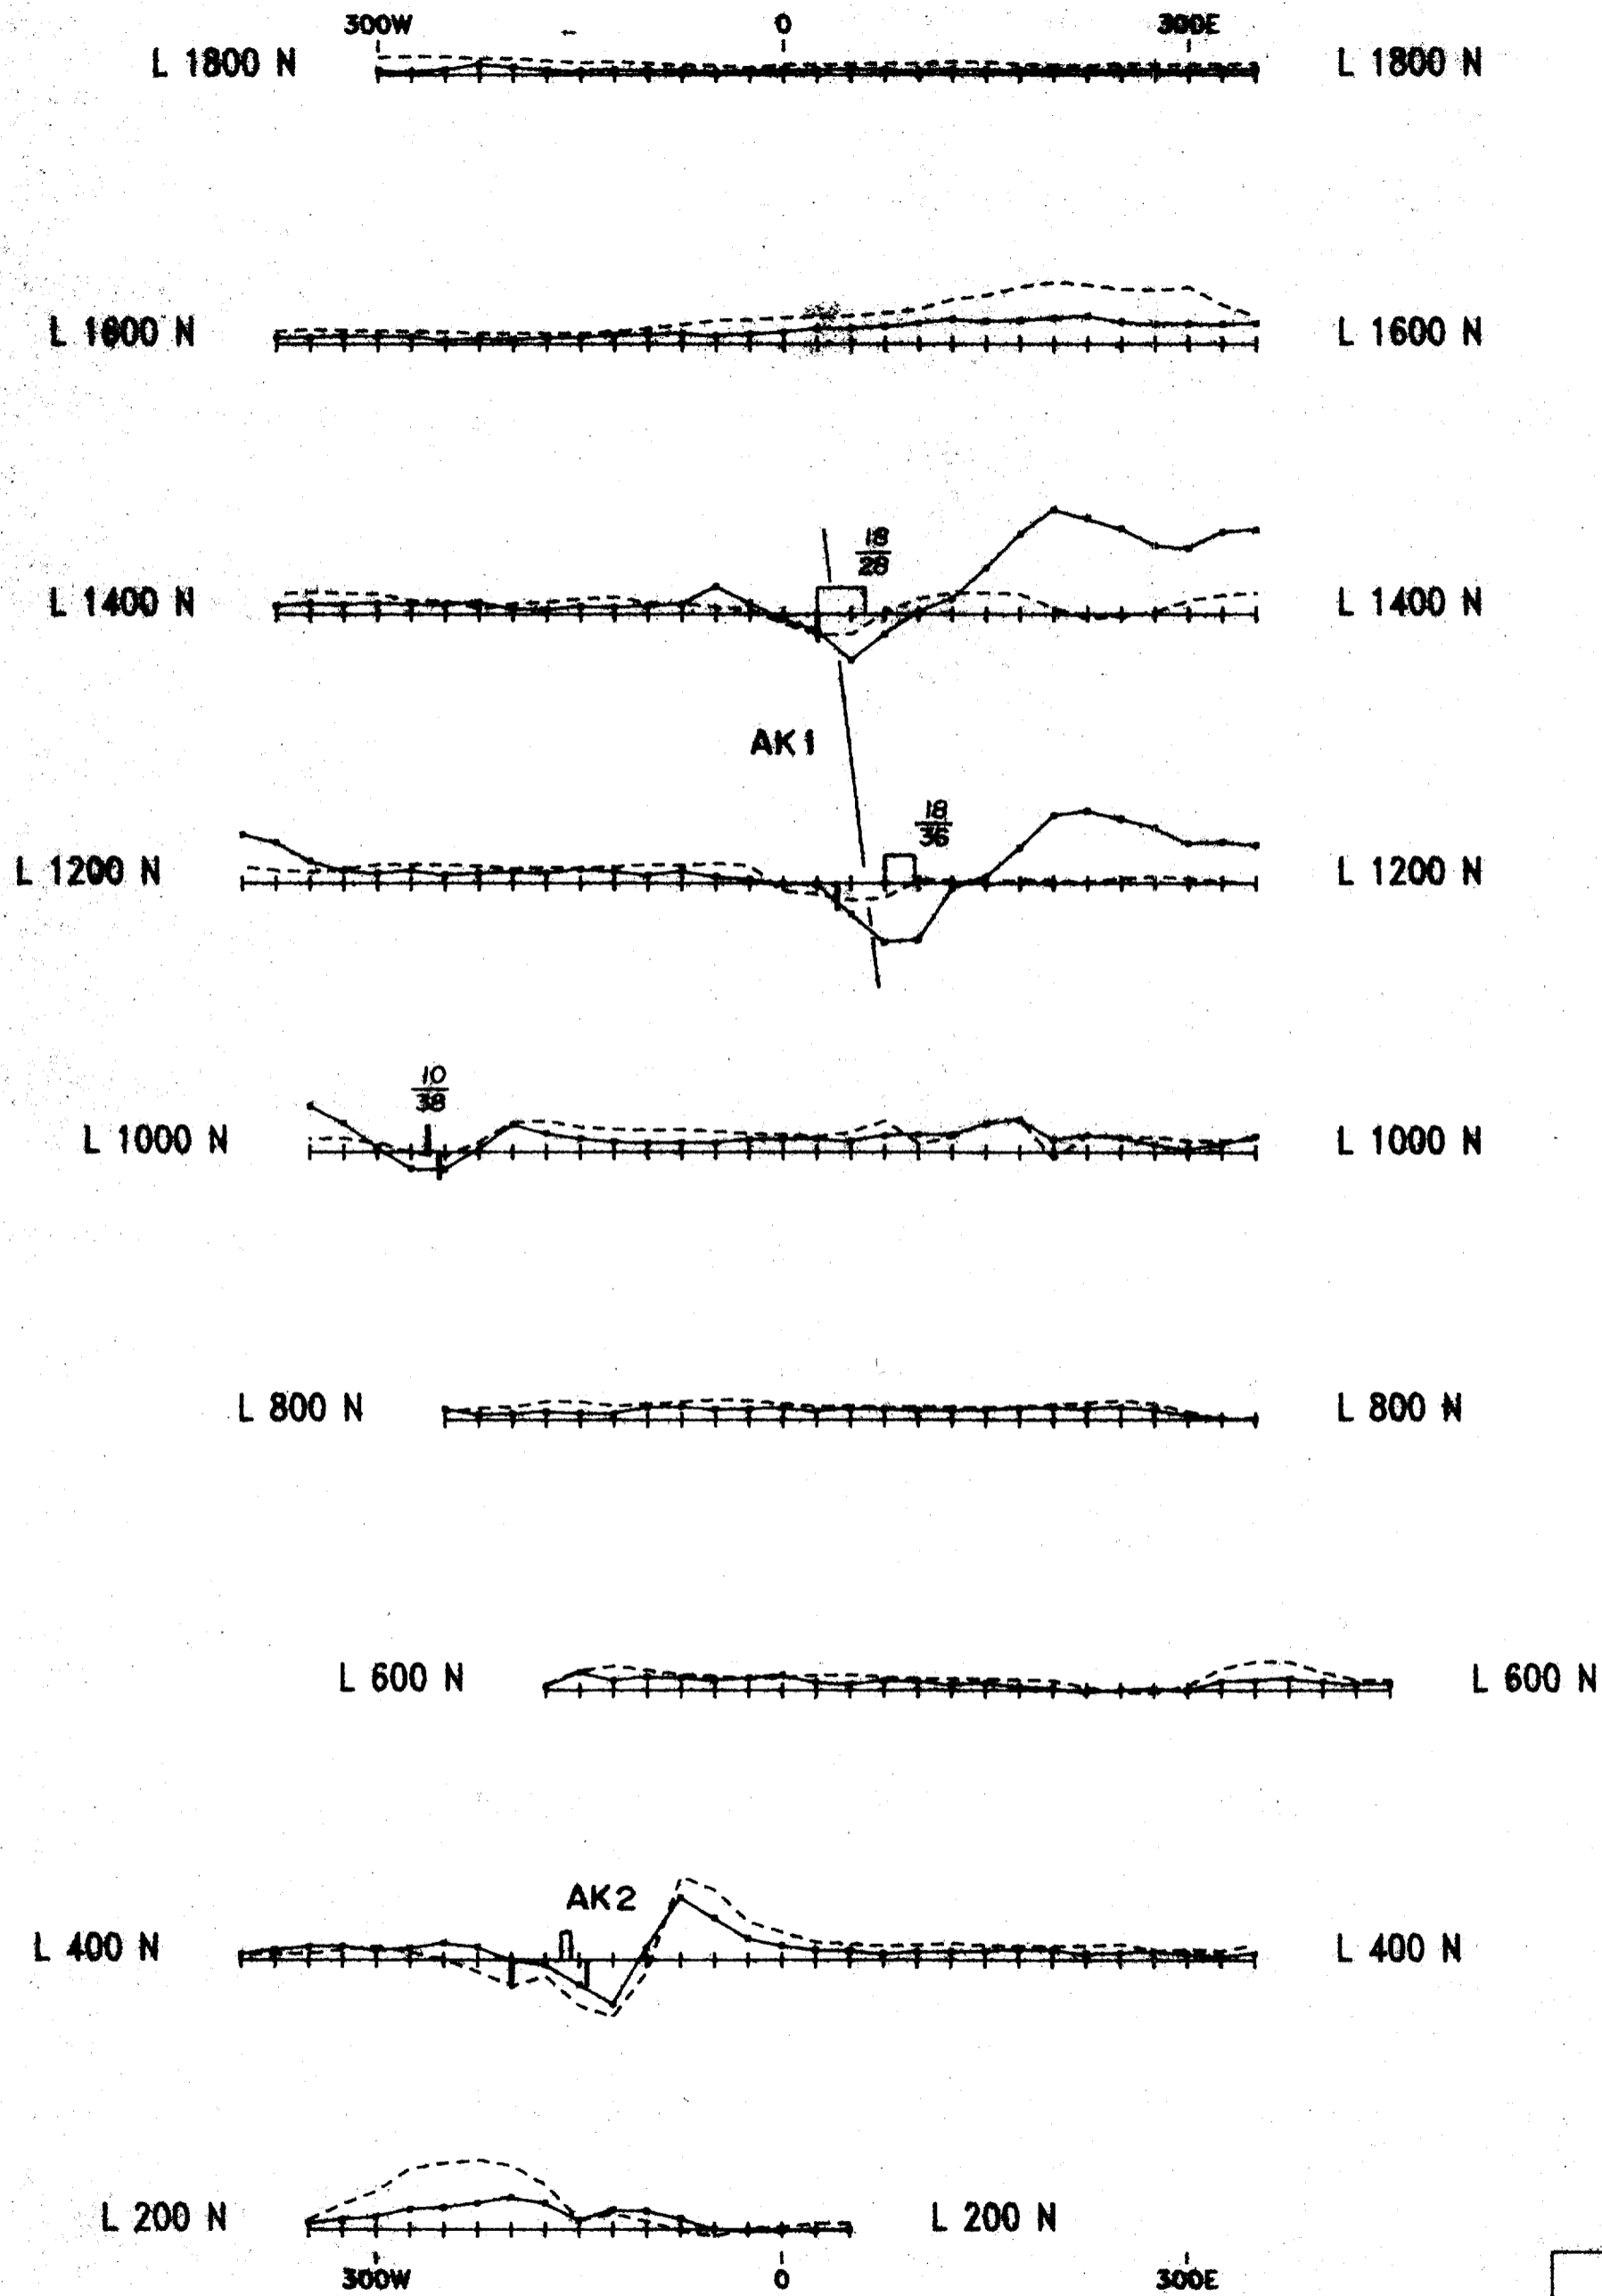 300W 0 300E
L 1800 N L 1800 N
L 1600 N L 1600 N
18
28
L 1400 N L 1400 N
AK1
18
36
L 1200 N L 1200 N
10
38
L 1000 N L 1000 N
L 800 N L 800 N
L 600 N L 600 N
AK2
L 400 N L 400 N
L 200 N L 200 N
300W 0 300E